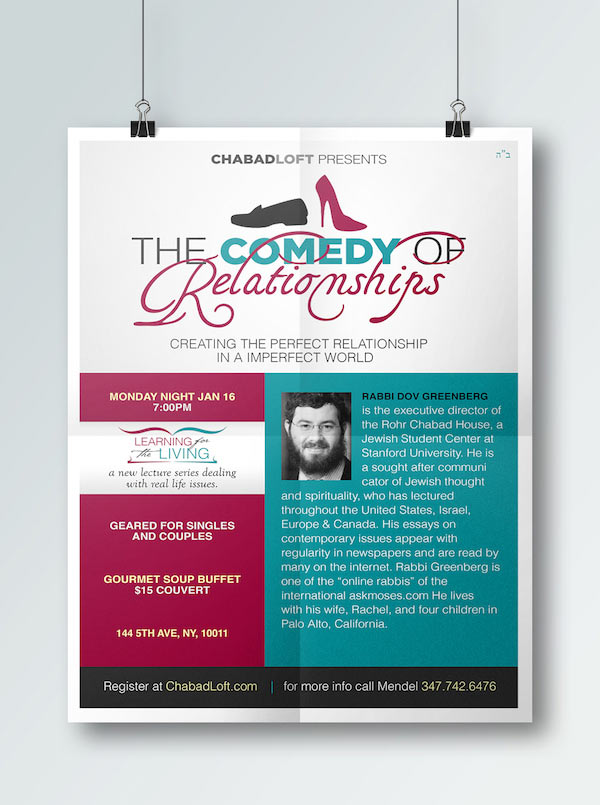 CHABADLOFT PRESENTS
ב"ה
THE COMEDY OF
Relationships
CREATING THE PERFECT RELATIONSHIP
IN A IMPERFECT WORLD
MONDAY NIGHT JAN 16
7:00PM
LEARNING for
the LIVING
a new lecture series dealing
with real life issues.
GEARED FOR SINGLES
AND COUPLES
GOURMET SOUP BUFFET
$15 COUVERT
144 5TH AVE, NY, 10011
RABBI DOV GREENBERG
is the executive director of
the Rohr Chabad House, a
Jewish Student Center at
Stanford University. He is
a sought after communi
cator of Jewish thought
and spirituality, who has lectured
throughout the United States, Israel,
Europe & Canada. His essays on
contemporary issues appear with
regularity in newspapers and are read by
many on the internet. Rabbi Greenberg is
one of the “online rabbis” of the
international askmoses.com He lives
with his wife, Rachel, and four children in
Palo Alto, California.
Register at ChabadLoft.com | for more info call Mendel 347.742.6476